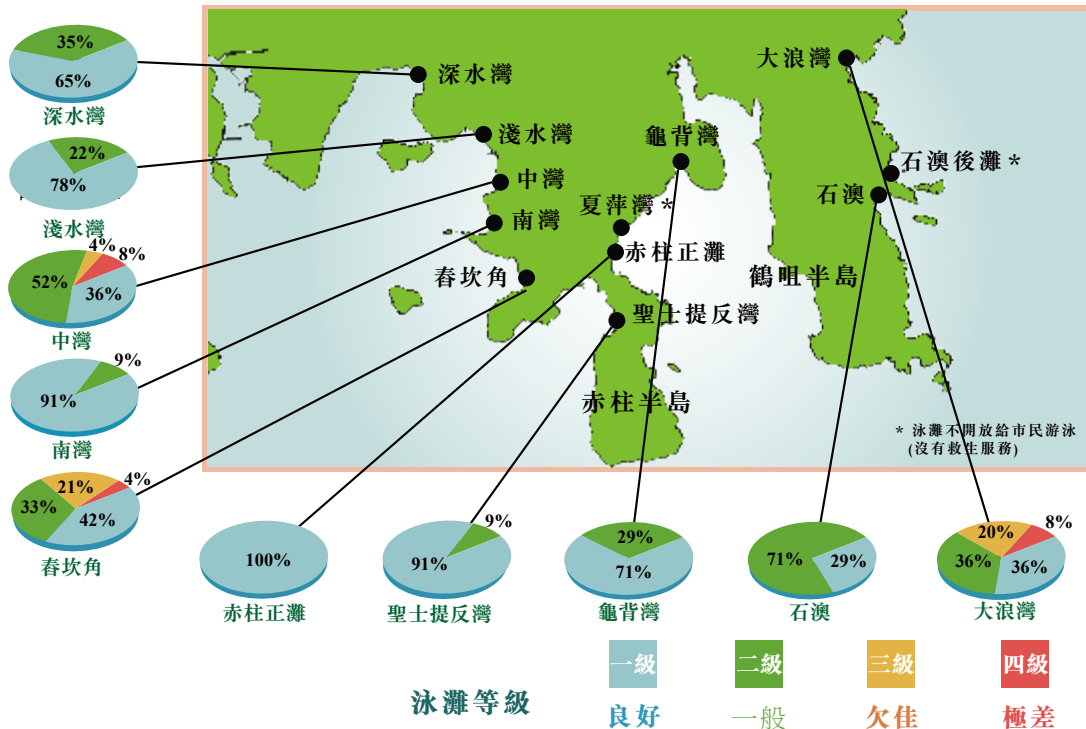 35%
65%
深水灣
22%
78%
淺水灣
4%
8%
52%
36%
中灣
9%
91%
南灣
21%
4%
33%
42%
舂坎角
深水灣
淺水灣
中灣
南灣
舂坎角
龜背灣
夏萍灣*
赤柱正灘
聖士提反灣
赤柱半島
大浪灣
石澳後灘*
石澳
鶴咀半島
* 泳灘不開放給市民游泳
(沒有救生服務)
100%
赤柱正灘
9%
91%
聖士提反灣
29%
71%
龜背灣
71%
29%
石澳
20%
8%
36%
36%
大浪灣
泳灘等級
一級
二級
三級
四級
良好
一般
欠佳
極差